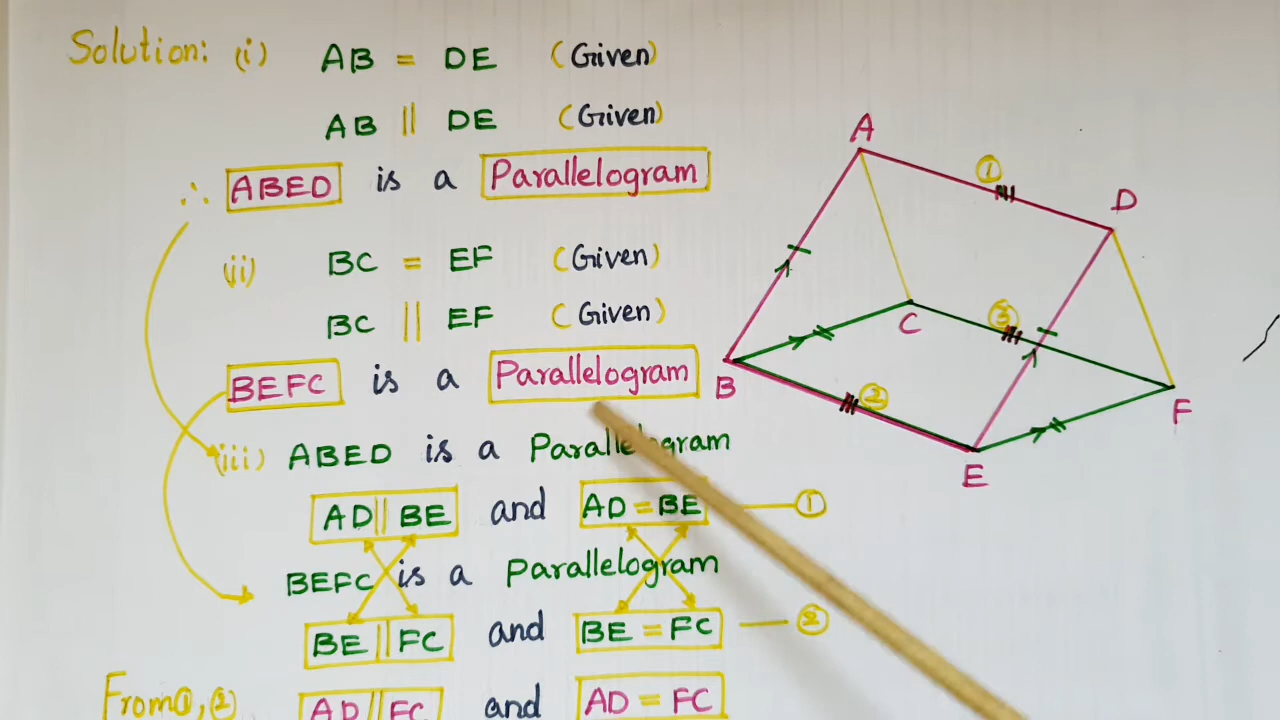 Solution: (i) AB = DE (Given)
AB || DE (Given)
∴ ABED is a Parallelogram
(ii) BC = EF (Given)
BC || EF (Given)
BEFC is a Parallelogram
(iii) ABED is a Parallelogram
AD || BE and AD = BE — ①
BEFC is a Parallelogram
BE || FC and BE = FC — ②
From ①, ② AD || FC and AD = FC
A
①
D
C
③
B
②
F
E